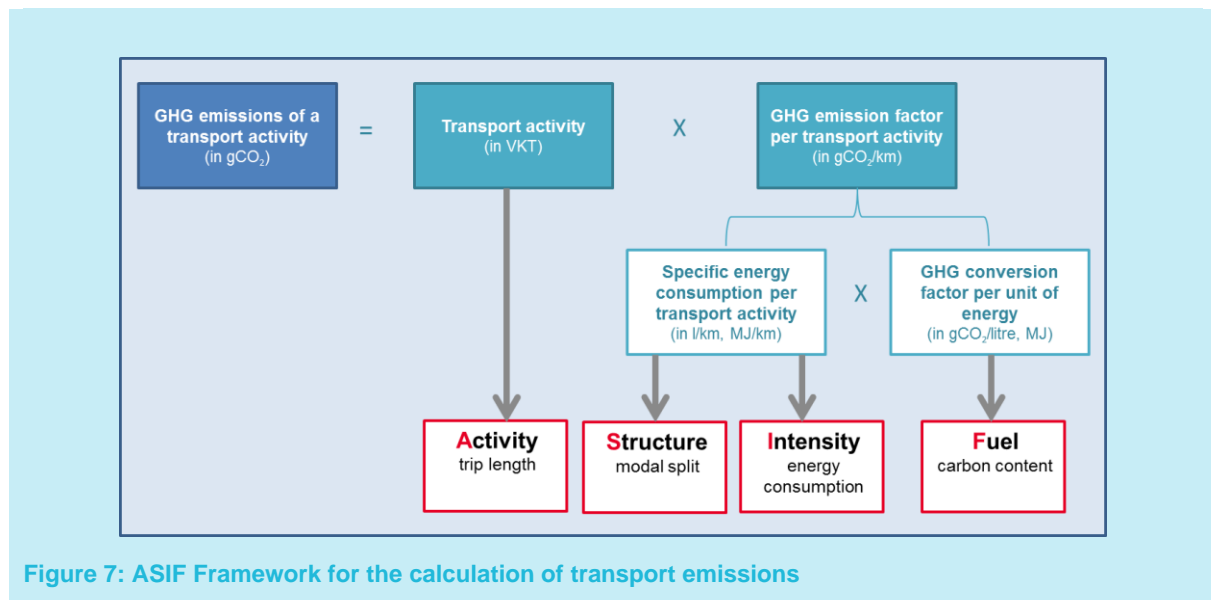 GHG emissions of a
transport activity
(in gCO₂)
=
Transport activity
(in VKT)
X
GHG emission factor
per transport activity
(in gCO₂/km)
Specific energy
consumption per
transport activity
(in l/km, MJ/km)
X
GHG conversion
factor per unit of
energy
(in gCO₂/litre, MJ)
Activity
trip length
Structure
modal split
Intensity
energy
consumption
Fuel
carbon content
Figure 7: ASIF Framework for the calculation of transport emissions